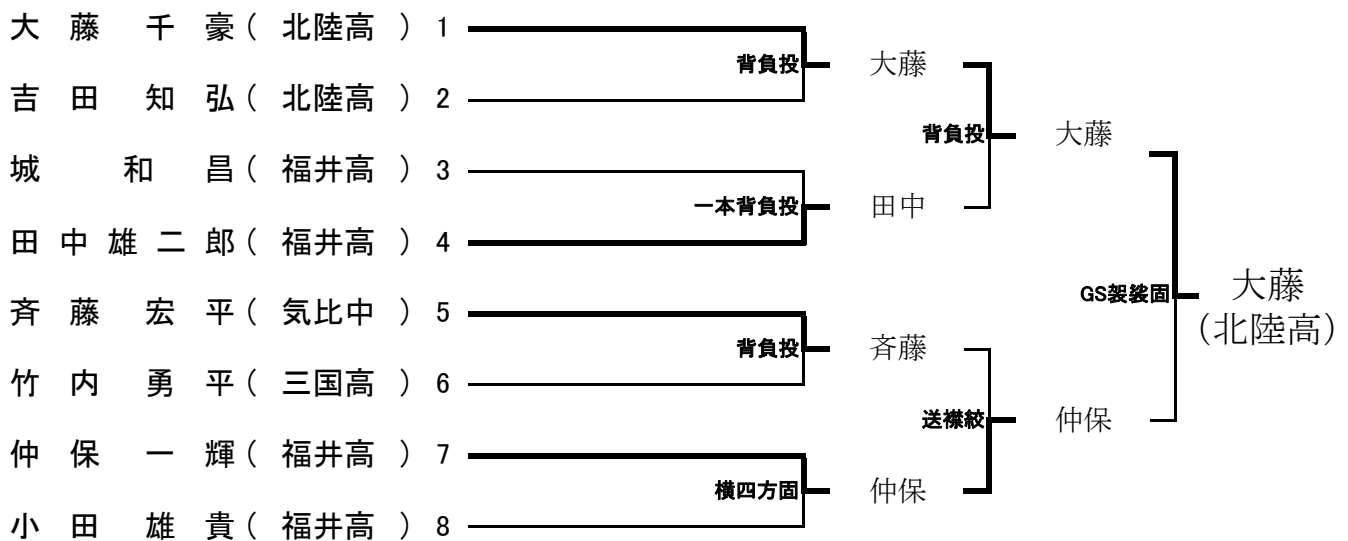 大藤千豪（北陸高）1
背負投
大藤
吉田知弘（北陸高）2
背負投
大藤
城和昌（福井高）3
一本背負投
田中
田中雄二郎（福井高）4
GS袈裟固
大藤
（北陸高）
斉藤宏平（気比中）5
背負投
斉藤
竹内勇平（三国高）6
送襟絞
仲保
仲保一輝（福井高）7
横四方固
仲保
小田雄貴（福井高）8